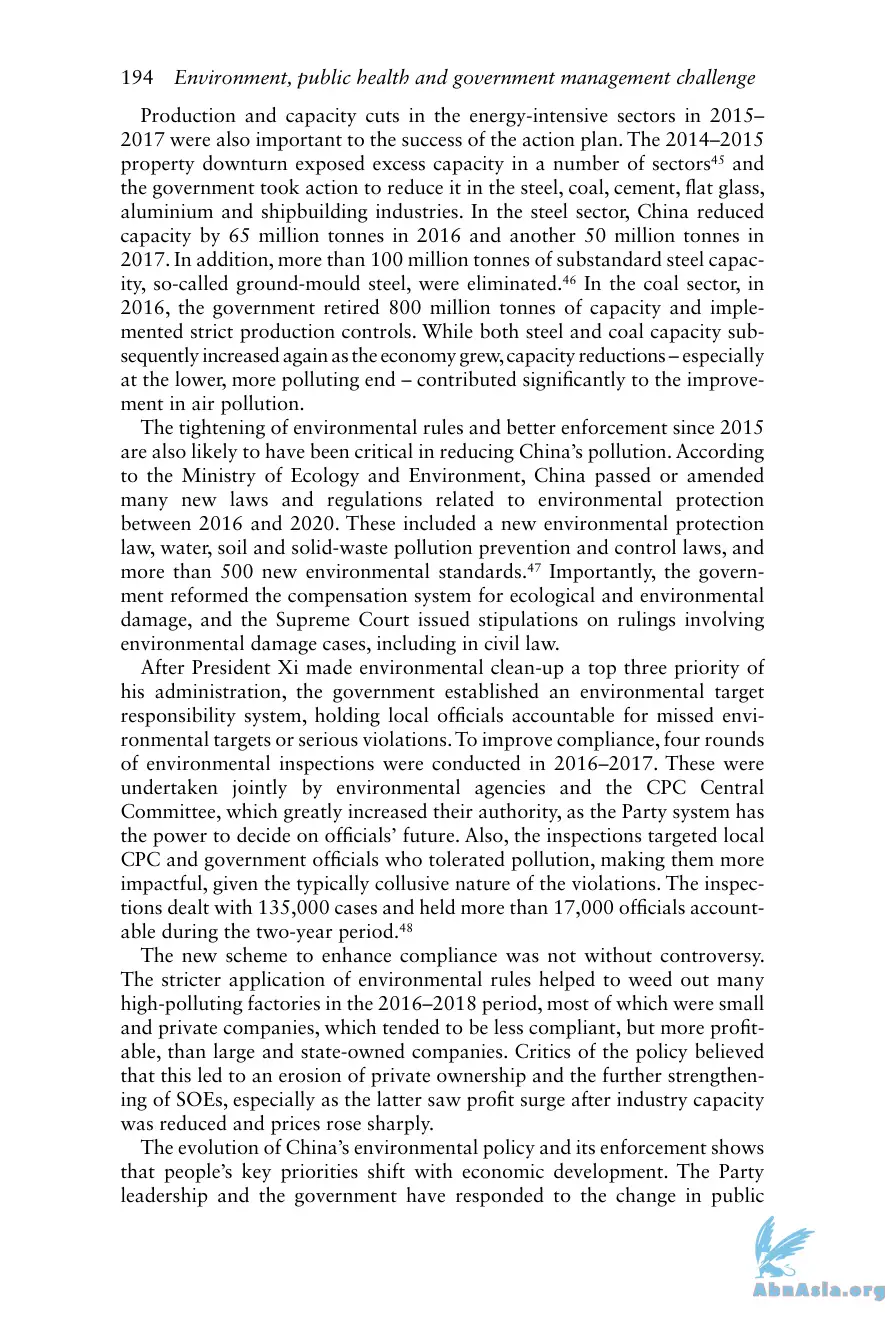 194 Environment, public health and government management challenge
Production and capacity cuts in the energy-intensive sectors in 2015–
2017 were also important to the success of the action plan. The 2014–2015
property downturn exposed excess capacity in a number of sectors⁴⁵ and
the government took action to reduce it in the steel, coal, cement, flat glass,
aluminium and shipbuilding industries. In the steel sector, China reduced
capacity by 65 million tonnes in 2016 and another 50 million tonnes in
2017. In addition, more than 100 million tonnes of substandard steel capac-
ity, so-called ground-mould steel, were eliminated.⁴⁶ In the coal sector, in
2016, the government retired 800 million tonnes of capacity and imple-
mented strict production controls. While both steel and coal capacity sub-
sequently increased again as the economy grew, capacity reductions – especially
at the lower, more polluting end – contributed significantly to the improve-
ment in air pollution.
The tightening of environmental rules and better enforcement since 2015
are also likely to have been critical in reducing China’s pollution. According
to the Ministry of Ecology and Environment, China passed or amended
many new laws and regulations related to environmental protection
between 2016 and 2020. These included a new environmental protection
law, water, soil and solid-waste pollution prevention and control laws, and
more than 500 new environmental standards.⁴⁷ Importantly, the govern-
ment reformed the compensation system for ecological and environmental
damage, and the Supreme Court issued stipulations on rulings involving
environmental damage cases, including in civil law.
After President Xi made environmental clean-up a top three priority of
his administration, the government established an environmental target
responsibility system, holding local officials accountable for missed envi-
ronmental targets or serious violations. To improve compliance, four rounds
of environmental inspections were conducted in 2016–2017. These were
undertaken jointly by environmental agencies and the CPC Central
Committee, which greatly increased their authority, as the Party system has
the power to decide on officials’ future. Also, the inspections targeted local
CPC and government officials who tolerated pollution, making them more
impactful, given the typically collusive nature of the violations. The inspec-
tions dealt with 135,000 cases and held more than 17,000 officials account-
able during the two-year period.⁴⁸
The new scheme to enhance compliance was not without controversy.
The stricter application of environmental rules helped to weed out many
high-polluting factories in the 2016–2018 period, most of which were small
and private companies, which tended to be less compliant, but more profit-
able, than large and state-owned companies. Critics of the policy believed
that this led to an erosion of private ownership and the further strengthen-
ing of SOEs, especially as the latter saw profit surge after industry capacity
was reduced and prices rose sharply.
The evolution of China’s environmental policy and its enforcement shows
that people’s key priorities shift with economic development. The Party
leadership and the government have responded to the change in public
AbnAsia.org